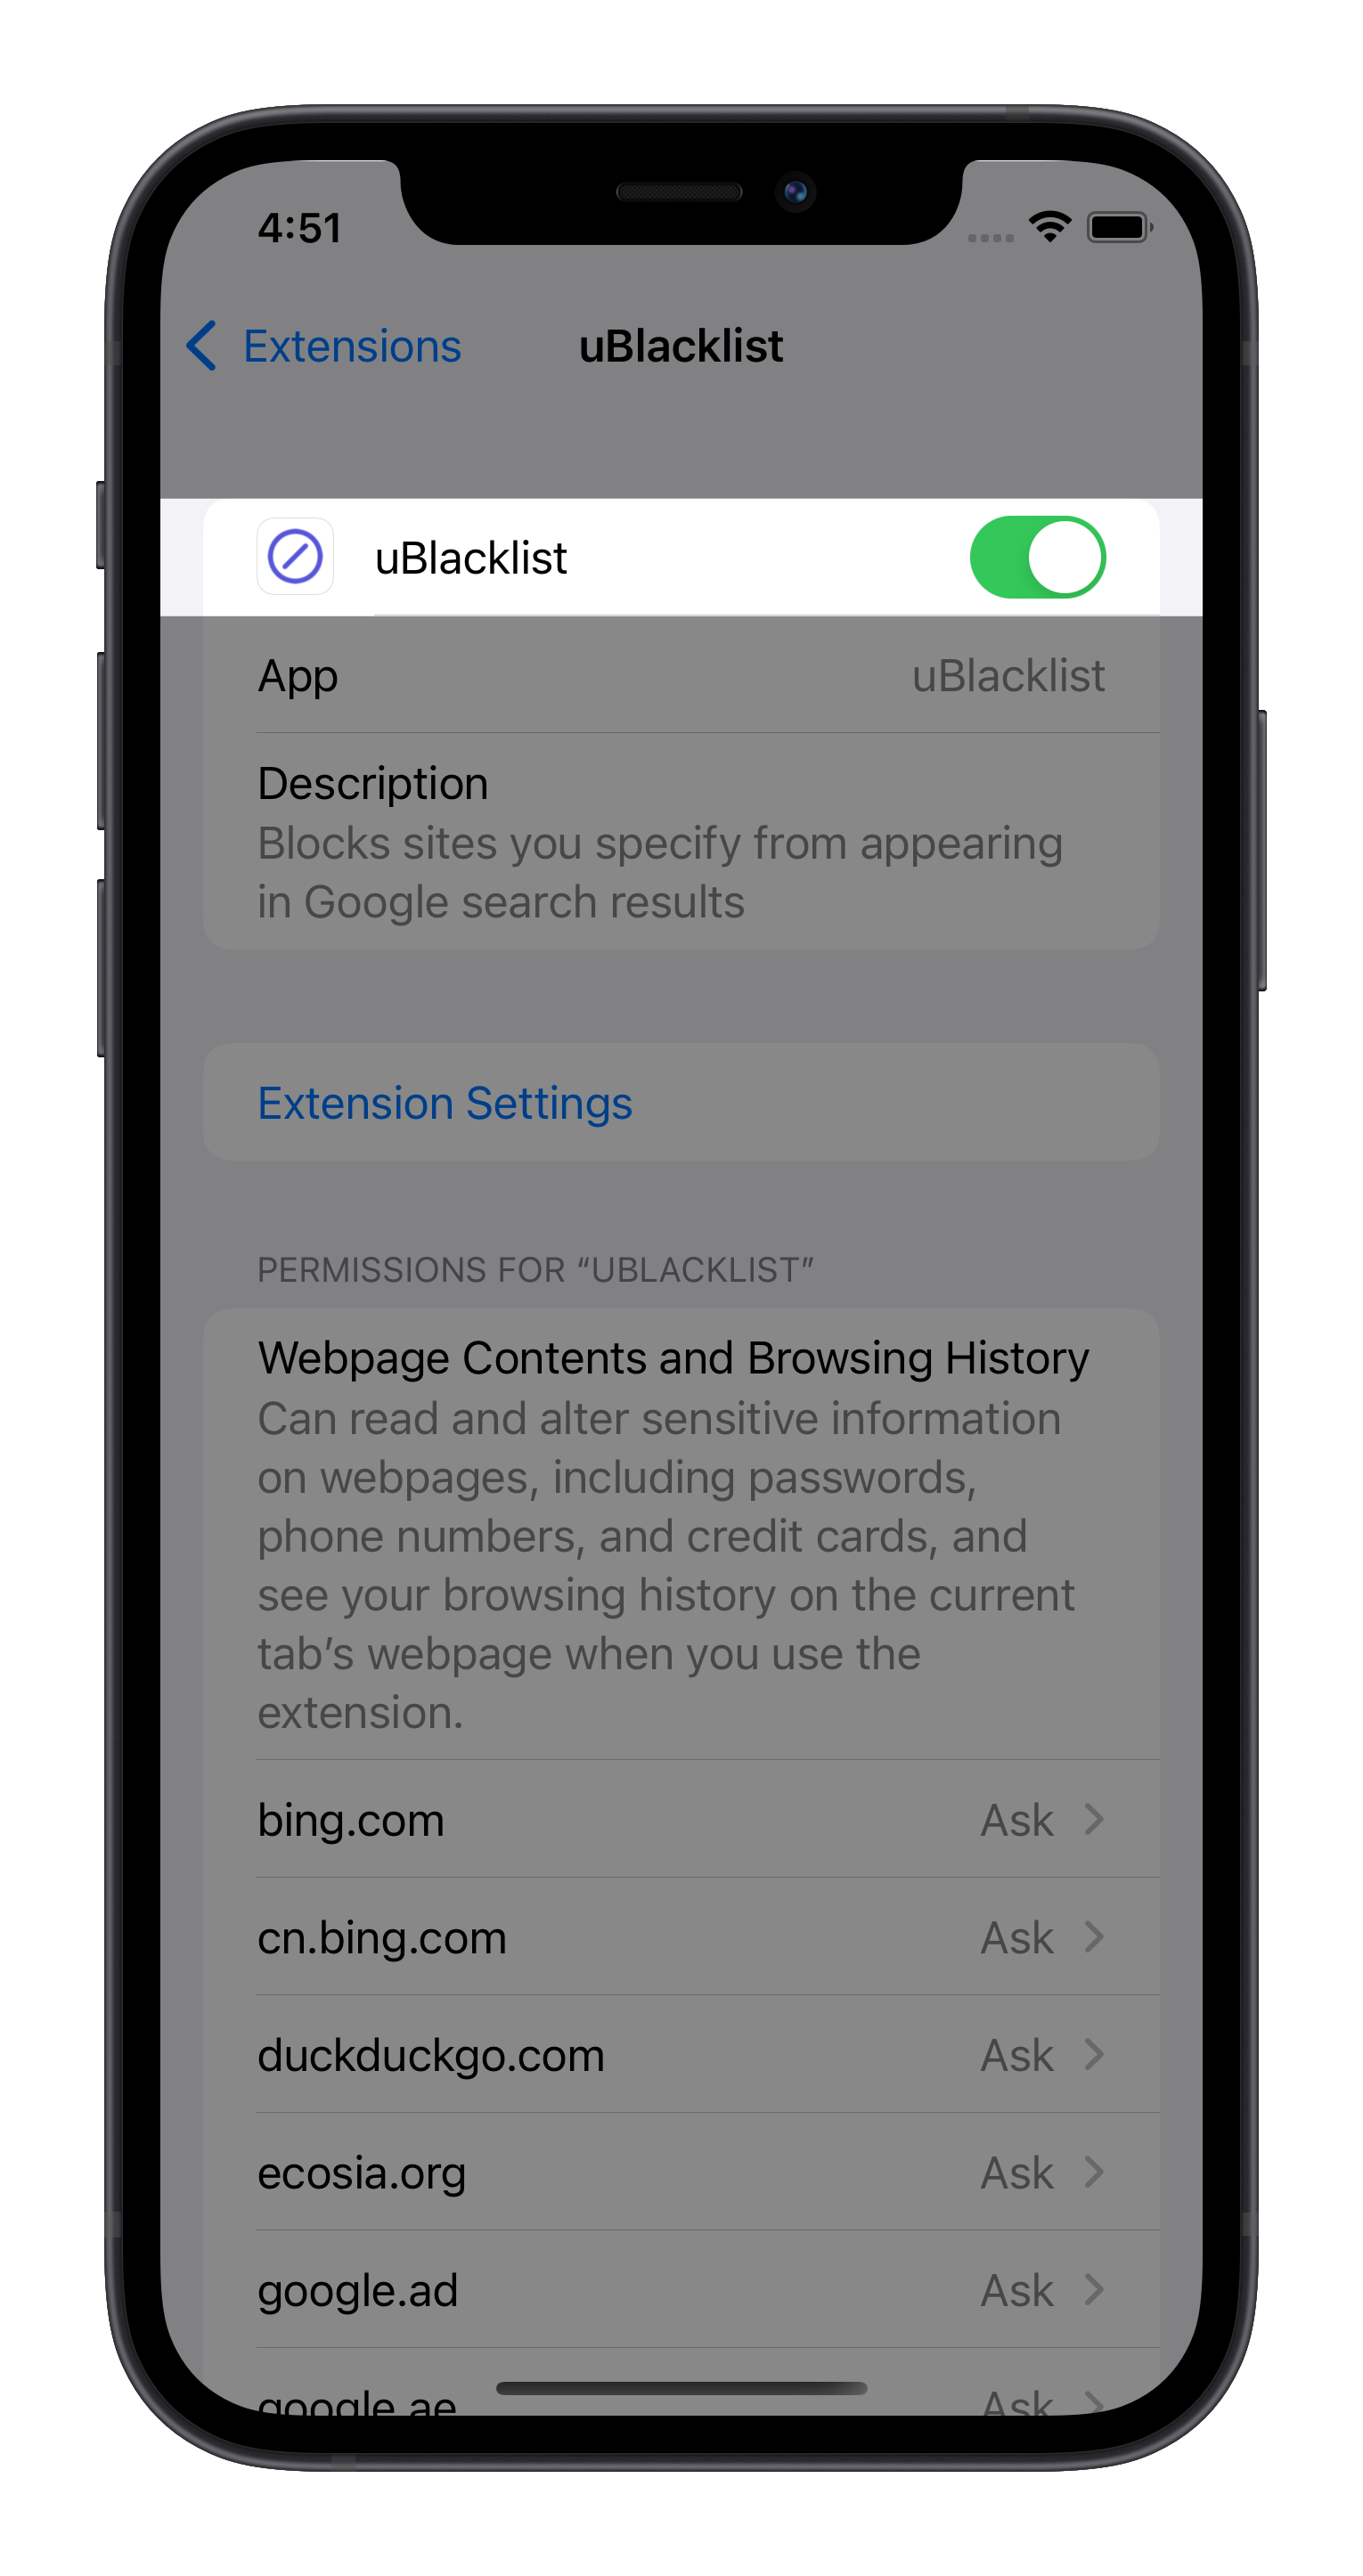 4:51
Extensions
uBlacklist
uBlacklist
App
uBlacklist
Description
Blocks sites you specify from appearing
in Google search results
Extension Settings
PERMISSIONS FOR “UBLACKLIST”
Webpage Contents and Browsing History
Can read and alter sensitive information
on webpages, including passwords,
phone numbers, and credit cards, and
see your browsing history on the current
tab’s webpage when you use the
extension.
bing.com Ask
cn.bing.com Ask
duckduckgo.com Ask
ecosia.org Ask
google.ad Ask
google.ae Ask